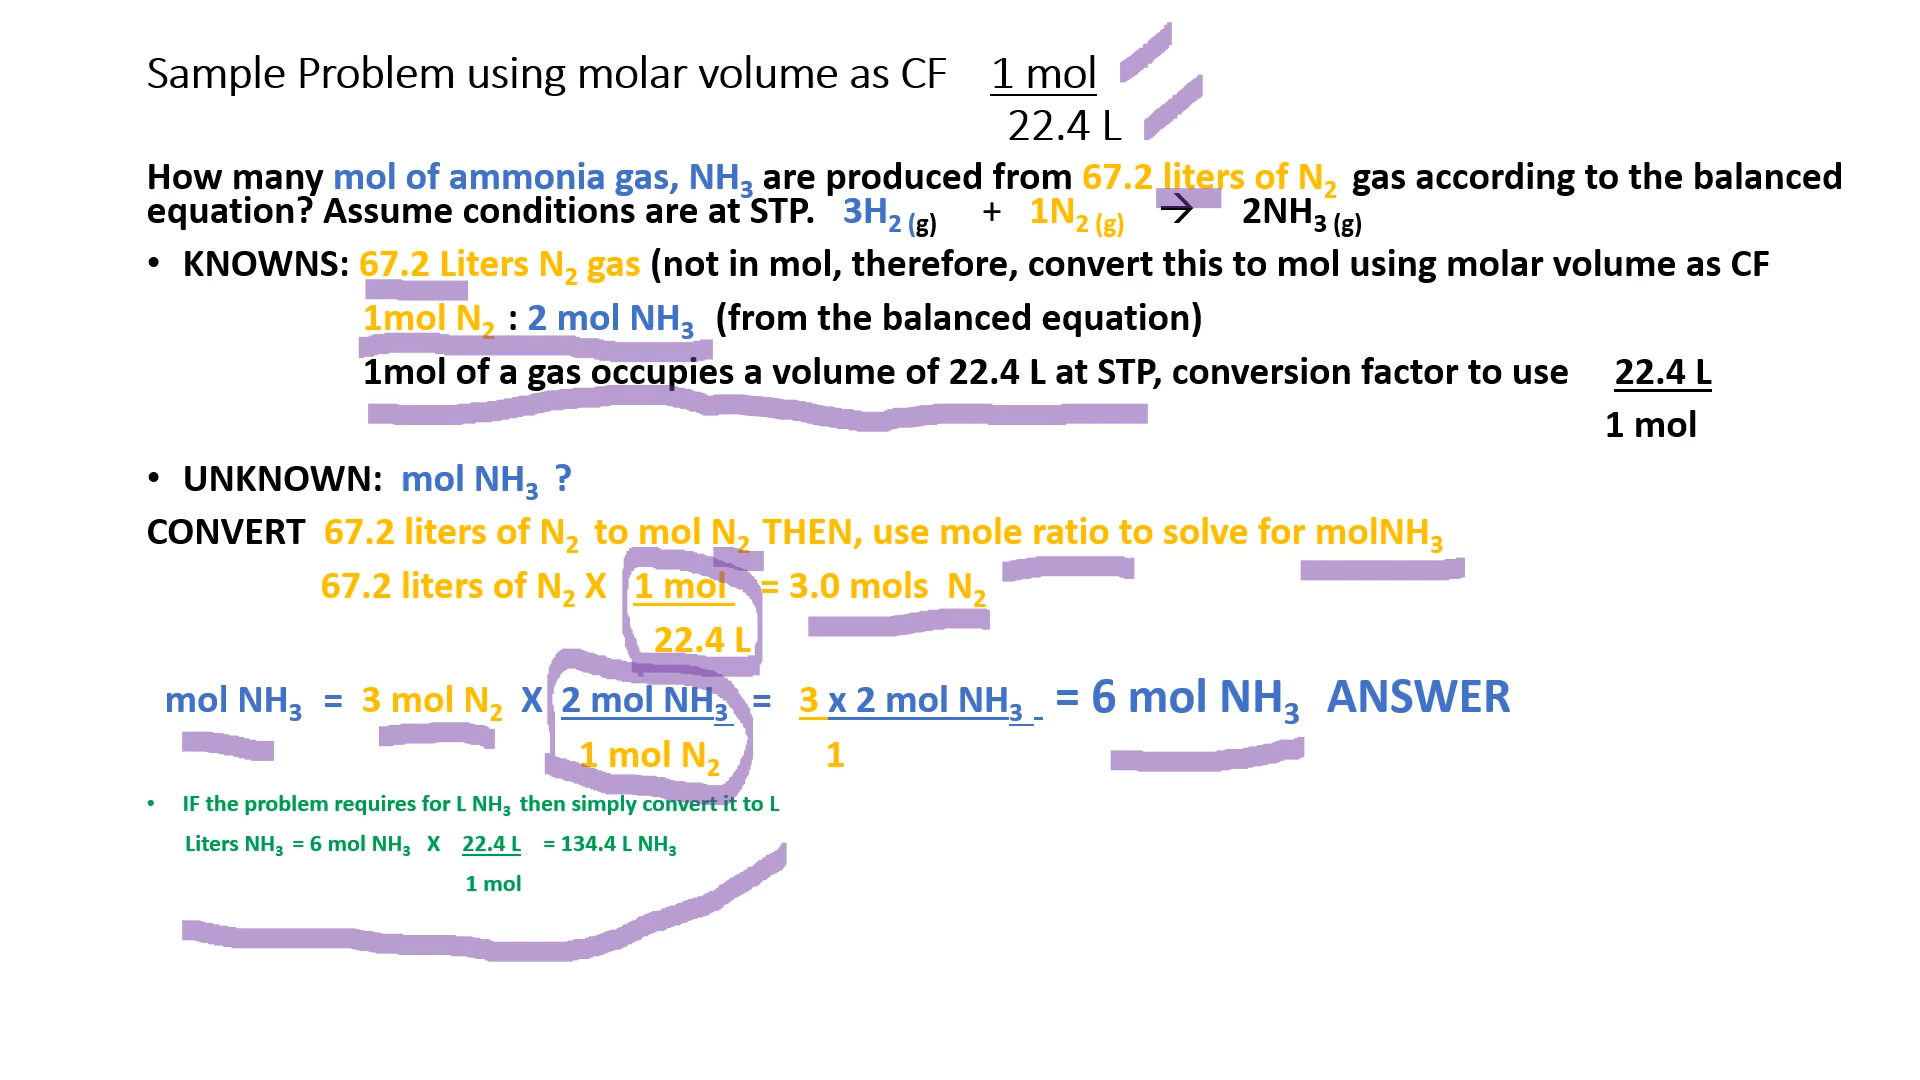 Sample Problem using molar volume as CF 1 mol
22.4 L
How many mol of ammonia gas, NH₃ are produced from 67.2 liters of N₂ gas according to the balanced
equation? Assume conditions are at STP. 3H₂ (g) + 1N₂ (g) → 2NH₃ (g)
• KNOWNS: 67.2 Liters N₂ gas (not in mol, therefore, convert this to mol using molar volume as CF
1mol N₂ : 2 mol NH₃ (from the balanced equation)
1mol of a gas occupies a volume of 22.4 L at STP, conversion factor to use 22.4 L
1 mol
• UNKNOWN: mol NH₃ ?
CONVERT 67.2 liters of N₂ to mol N₂ THEN, use mole ratio to solve for molNH₃
67.2 liters of N₂ X 1 mol = 3.0 mols N₂
22.4 L
mol NH₃ = 3 mol N₂ X 2 mol NH₃ = 3 x 2 mol NH₃ = 6 mol NH₃ ANSWER
1 mol N₂ 1
• IF the problem requires for L NH₃ then simply convert it to L
Liters NH₃ = 6 mol NH₃ X 22.4 L = 134.4 L NH₃
1 mol